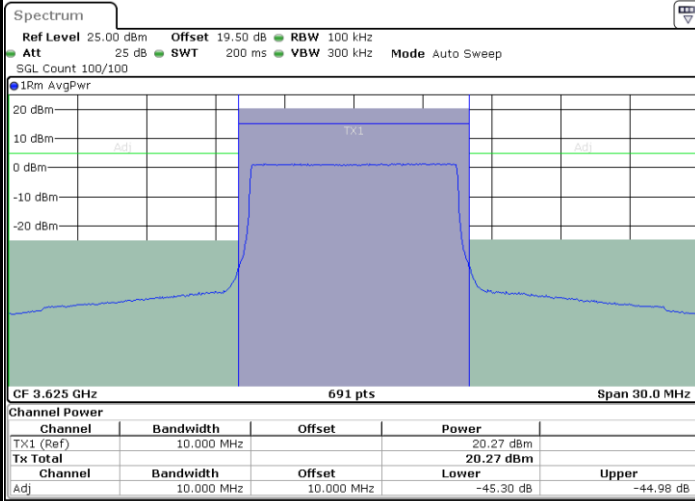 Spectrum
Ref Level 25.00 dBm Offset 19.50 dB RBW 100 kHz
Att 25 dB SWT 200 ms VBW 300 kHz Mode Auto Sweep
SGL Count 100/100
1Rm AvgPwr
20 dBm
TX1
10 dBm
Adj Adj
0 dBm
-10 dBm
-20 dBm
CF 3.625 GHz 691 pts Span 30.0 MHz
Channel Power
Channel Bandwidth Offset Power
TX1 (Ref) 10.000 MHz 20.27 dBm
Tx Total 20.27 dBm
Channel Bandwidth Offset Lower Upper
Adj 10.000 MHz 10.000 MHz -45.30 dB -44.98 dB